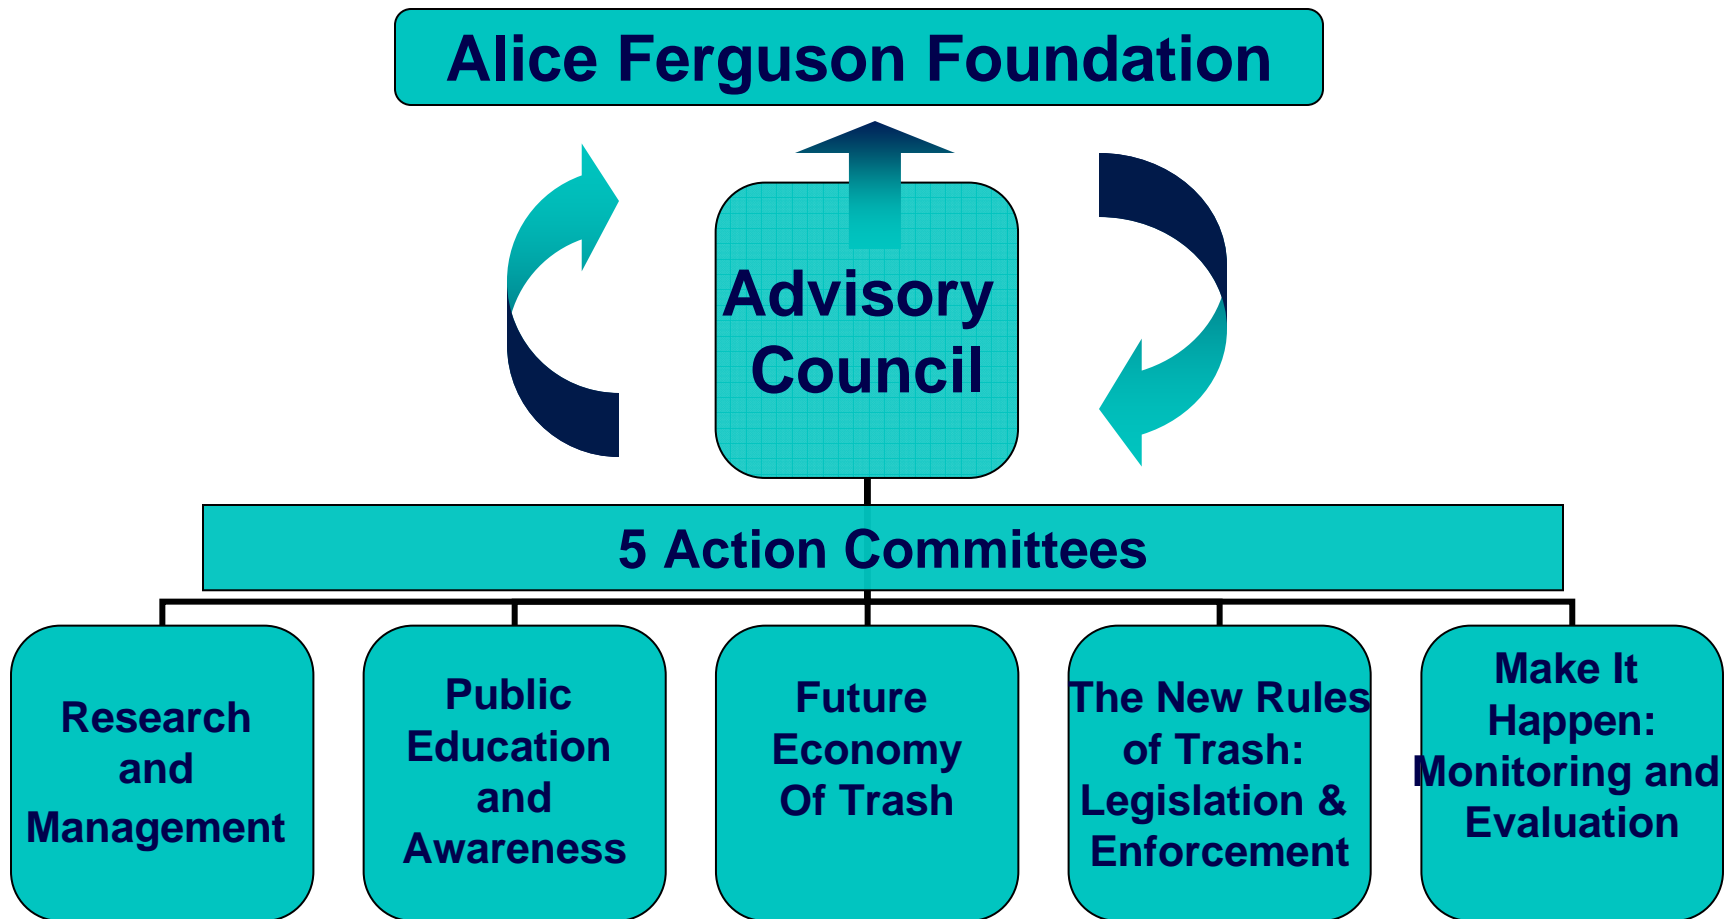 Alice Ferguson Foundation
Advisory
Council
5 Action Committees
Research
and
Management
Public
Education
and
Awareness
Future
Economy
Of Trash
The New Rules
of Trash:
Legislation &
Enforcement
Make It
Happen:
Monitoring and
Evaluation